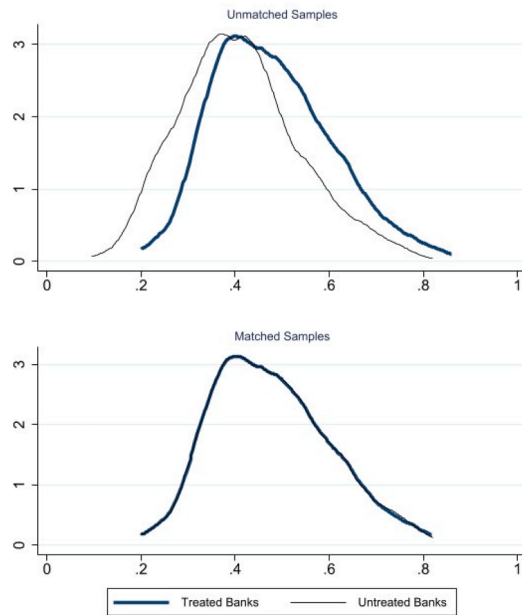 Unmatched Samples
3
2
1
0
0 .2 .4 .6 .8 1
Matched Samples
3
2
1
0
0 .2 .4 .6 .8 1
Treated Banks Untreated Banks